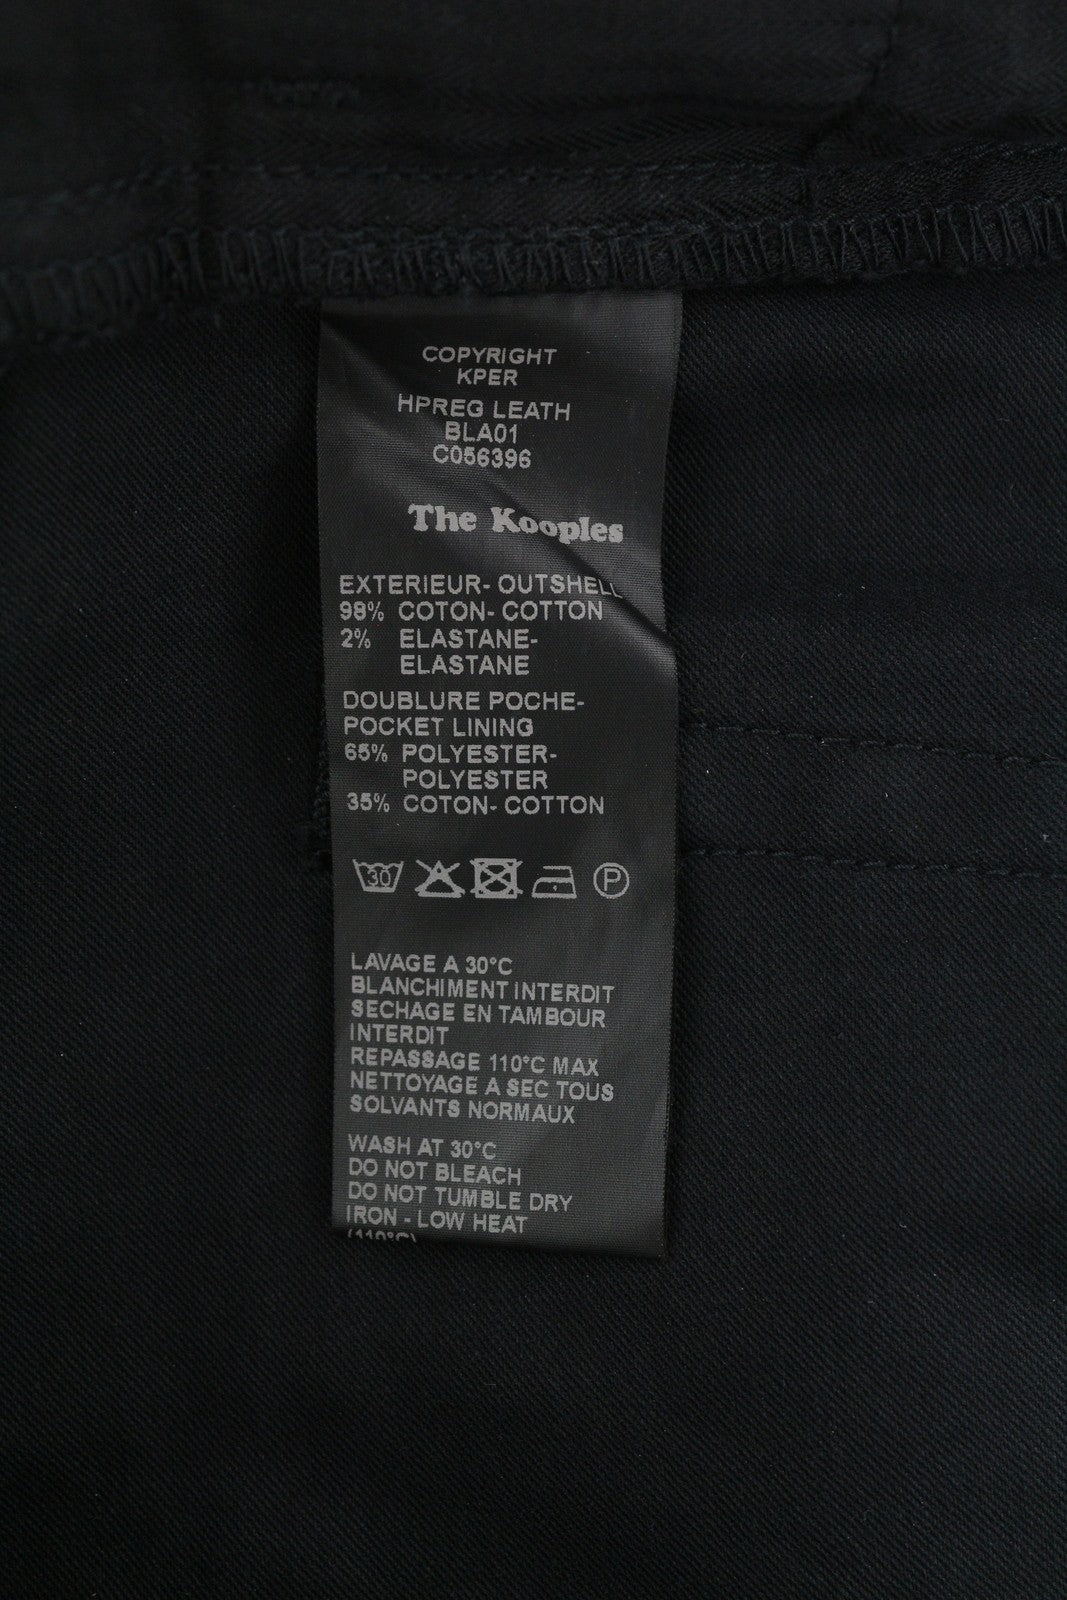 COPYRIGHT
KPER
HPREG LEATH
BLA01
C056396
The Kooples
EXTERIEUR- OUTSHELL
98% COTON- COTTON
2% ELASTANE-
ELASTANE
DOUBLURE POCHE-
POCKET LINING
65% POLYESTER-
POLYESTER
35% COTON- COTTON
30 P
LAVAGE A 30°C
BLANCHIMENT INTERDIT
SECHAGE EN TAMBOUR
INTERDIT
REPASSAGE 110°C MAX
NETTOYAGE A SEC TOUS
SOLVANTS NORMAUX
WASH AT 30°C
DO NOT BLEACH
DO NOT TUMBLE DRY
IRON - LOW HEAT
(110°C)